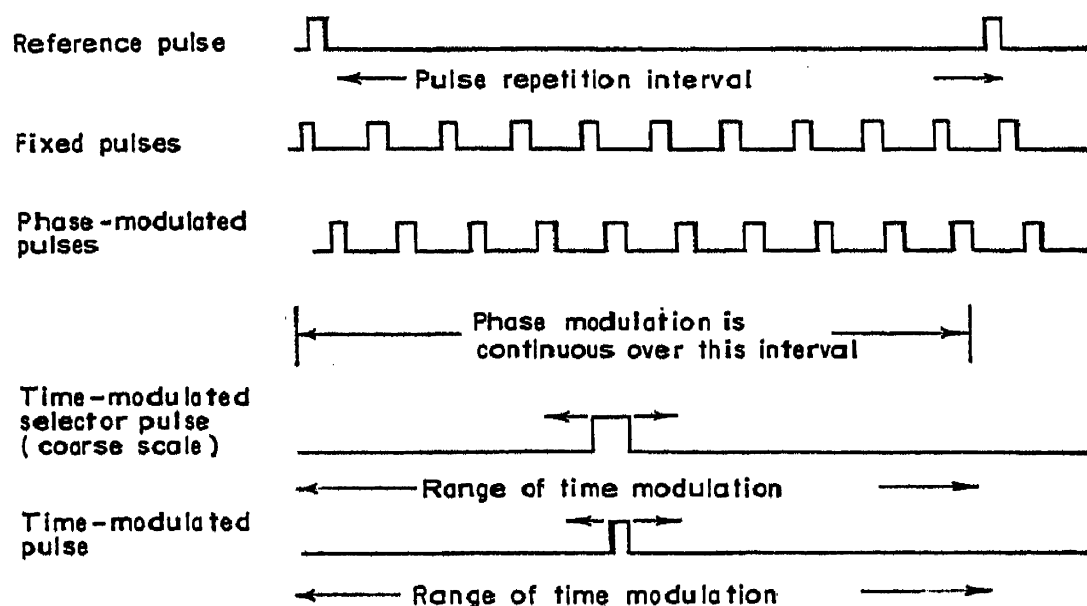 Reference pulse
Pulse repetition interval
Fixed pulses
Phase-modulated
pulses
Phase modulation is
continuous over this interval
Time-modulated
selector pulse
(coarse scale)
Range of time modulation
Time-modulated
pulse
Range of time modulation